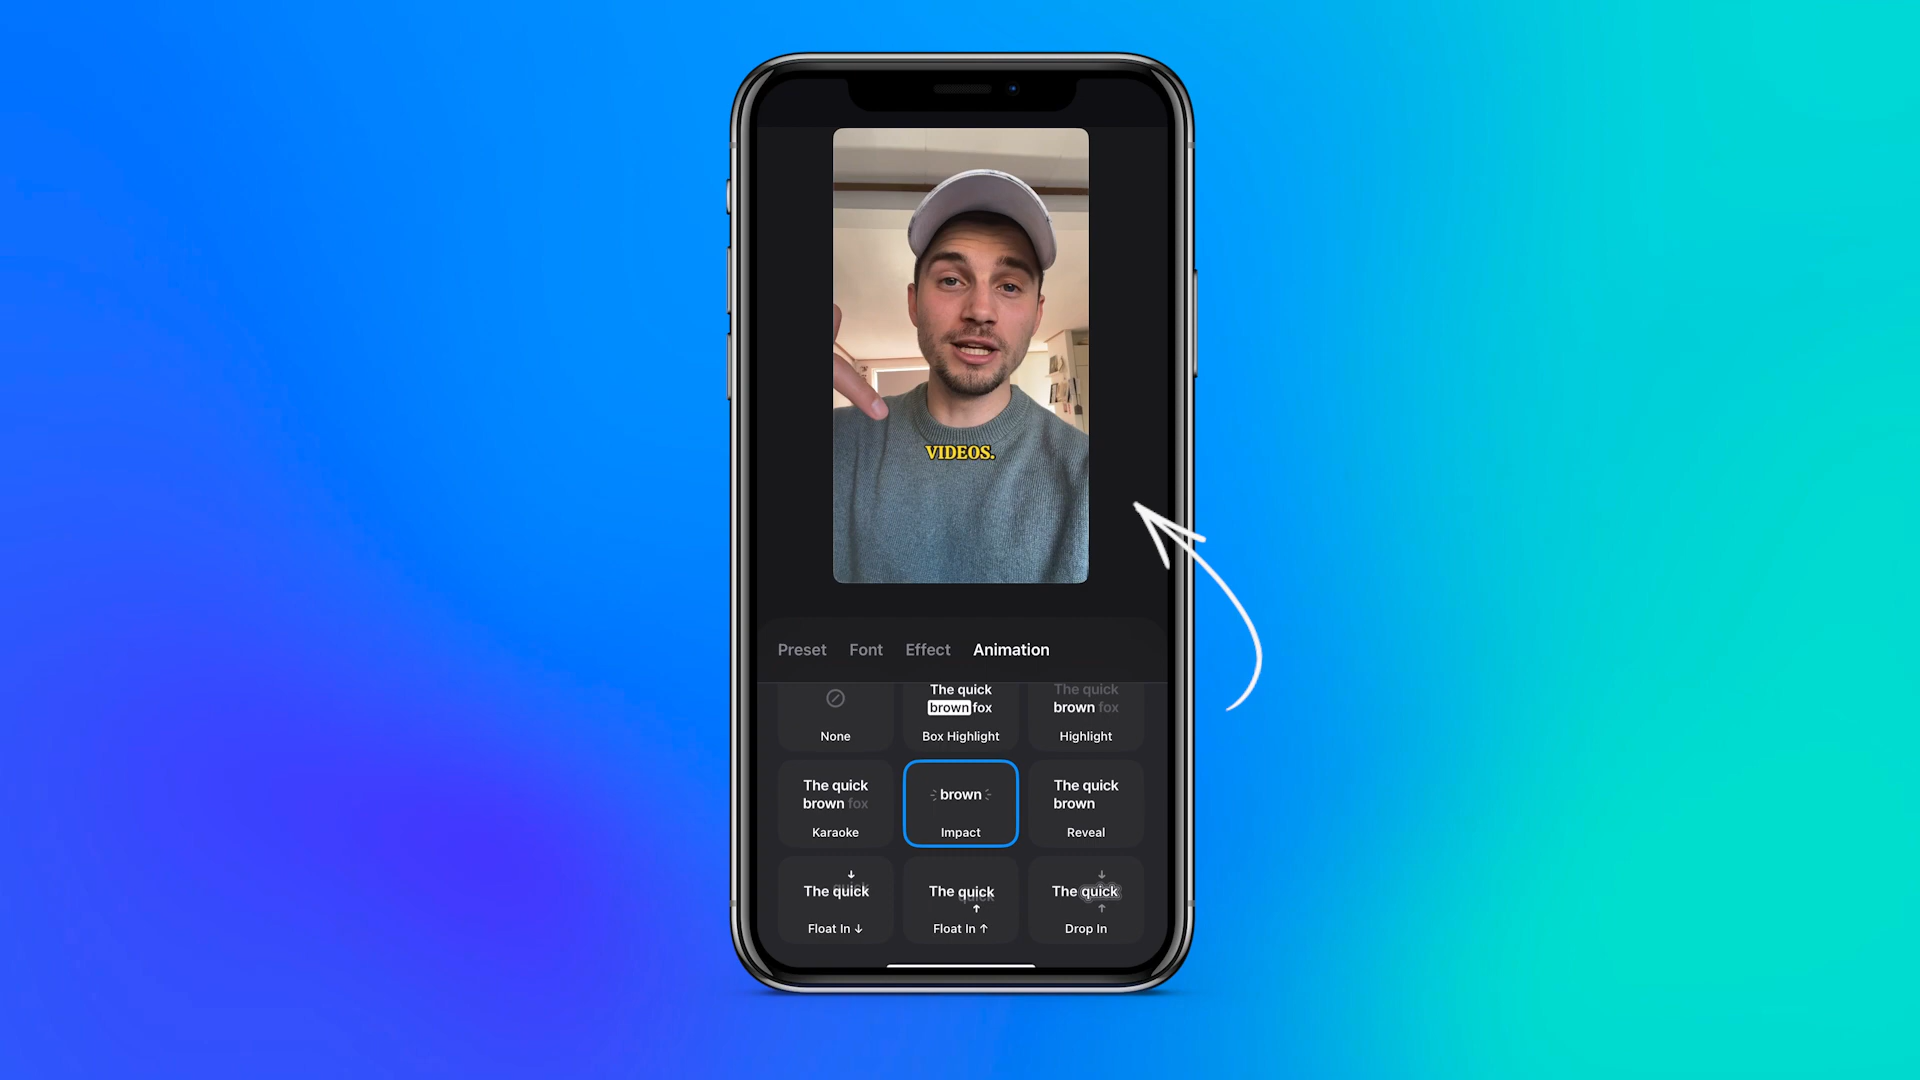 VIDEOS.
Preset Font Effect Animation
None
The quick
brown fox
Box Highlight
The quick
brown fox
Highlight
The quick
brown fox
Karaoke
brown
Impact
The quick
brown
Reveal
The quick
quick
Float In ↓
The quick
quick
Float In ↑
The quick
Drop In